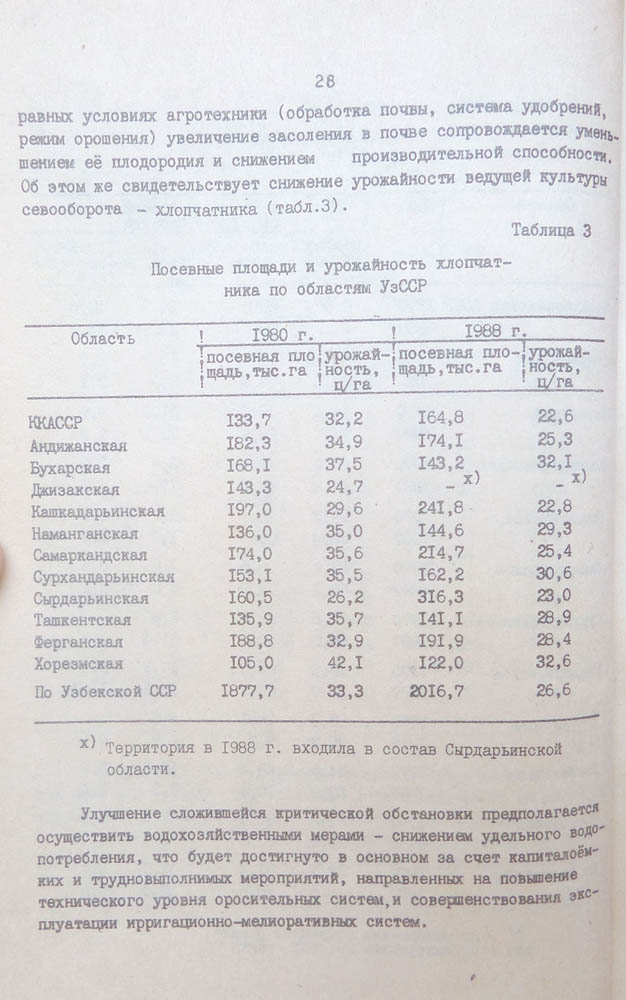 28
равных условиях агротехники (обработка почвы, система удобрений,
режим орошения) увеличение засоления в почве сопровождается умень-
шением её плодородия и снижением производительной способности.
Об этом же свидетельствует снижение урожайности ведущей культуры
севооборота - хлопчатника (табл.3).
Таблица 3
Посевные площади и урожайность хлопчат-
ника по областям УзССР
Область ! 1980 г. ! 1988 г.
! посевная пло ! урожай- ! посевная пло- ! урожай-
! щадь,тыс.га ! ность, ! щадь,тыс.га ! ность,
! ! ц/га ! ! ц/га
ККАССР 133,7 32,2 164,8 22,6
Андижанская 182,3 34,9 174,1 25,3
Бухарская 168,1 37,5 143,2 32,1
Джизакская 143,3 24,7 - х) - х)
Кашкадарьинская 197,0 29,6 241,8 22,8
Наманганская 136,0 35,0 144,6 29,3
Самаркандская 174,0 35,6 214,7 25,4
Сурхандарьинская 153,1 35,5 162,2 30,6
Сырдарьинская 160,5 26,2 316,3 23,0
Ташкентская 135,9 35,7 141,1 28,9
Ферганская 188,8 32,9 191,9 28,4
Хорезмская 105,0 42,1 122,0 32,6
По Узбекской ССР 1877,7 33,3 2016,7 26,6
х) Территория в 1988 г. входила в состав Сырдарьинской
области.
Улучшение сложившейся критической обстановки предполагается
осуществить водохозяйственными мерами - снижением удельного водо-
потребления, что будет достигнуто в основном за счет капиталоём-
ких и трудновыполнимых мероприятий, направленных на повышение
технического уровня оросительных систем,и совершенствования экс-
плуатации ирригационно-мелиоративных систем.